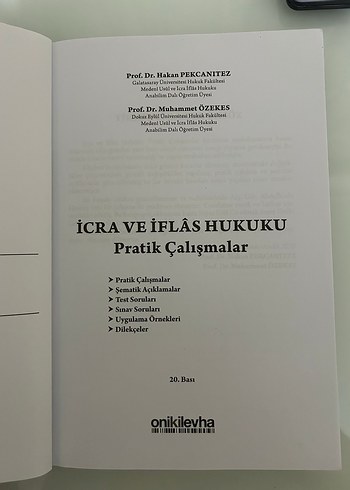 Prof. Dr. Hakan PEKCANITEZ
Galatasaray Üniversitesi Hukuk Fakültesi
Medenî Usûl ve İcra İflâs Hukuku
Anabilim Dalı Öğretim Üyesi
Prof. Dr. Muhammet ÖZEKES
Dokuz Eylül Üniversitesi Hukuk Fakültesi
Medenî Usûl ve İcra İflâs Hukuku
Anabilim Dalı Öğretim Üyesi
İCRA VE İFLÂS HUKUKU
Pratik Çalışmalar
➤ Pratik Çalışmalar
➤ Şematik Açıklamalar
➤ Test Soruları
➤ Sınav Soruları
➤ Uygulama Örnekleri
➤ Dilekçeler
20. Bası
onikilevha